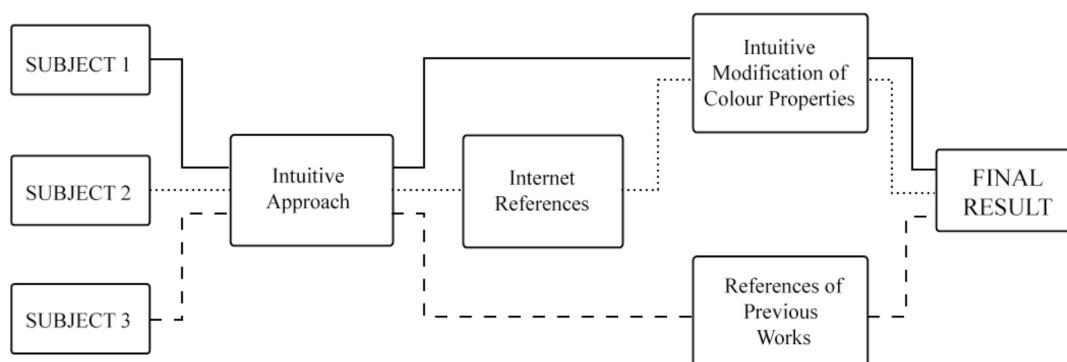 SUBJECT 1
SUBJECT 2
SUBJECT 3
Intuitive
Approach
Internet
References
Intuitive
Modification of
Colour Properties
References of
Previous
Works
FINAL
RESULT